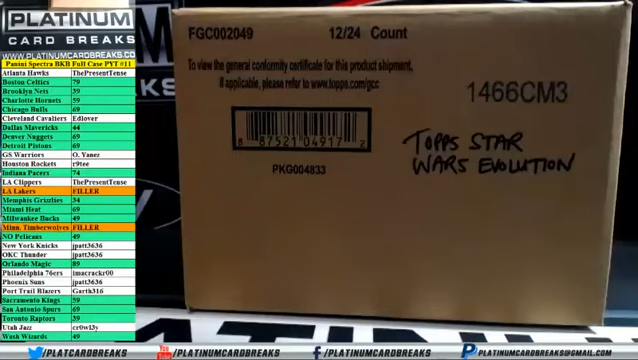 PLATINUM
CARD BREAKS
WWW.PLATINUMCARDBREAKS.CO
Panini Spectra BKB Full Case PYT #11
Atlanta Hawks ThePresentTense
Boston Celtics 79
Brooklyn Nets 39
Charlotte Hornets 59
Chicago Bulls 69
Cleveland Cavaliers Edlover
Dallas Mavericks 44
Denver Nuggets 69
Detroit Pistons 69
GS Warriors O. Yanez
Houston Rockets r9tee
Indiana Pacers 74
LA Clippers ThePresentTense
LA Lakers FILLER
Memphis Grizzlies 34
Miami Heat 69
Milwaukee Bucks 49
Minn. Timberwolves FILLER
NO Pelicans 49
New York Knicks jpatt3636
OKC Thunder jpatt3636
Orlando Magic 89
Philadelphia 76ers imacrackr00
Phoenix Suns jpatt3636
Port Trail Blazers Garth316
Sacramento Kings 59
San Antonio Spurs 69
Toronto Raptors 39
Utah Jazz cr0wl3y
Wash Wizards 49
FGC002049 12/24 Count
To view the general conformity certificate for this product shipment,
if applicable, please refer to www.topps.com/gcc
1466CM3
8 87521 04917 2
PKG004833
TOPPS STAR
WARS EVOLUTION
/PLATCARDBREAKS /PLATINUMCARDBREAKS /PLATINUMCARDBREAKS PLATINUMCARDBREAKS